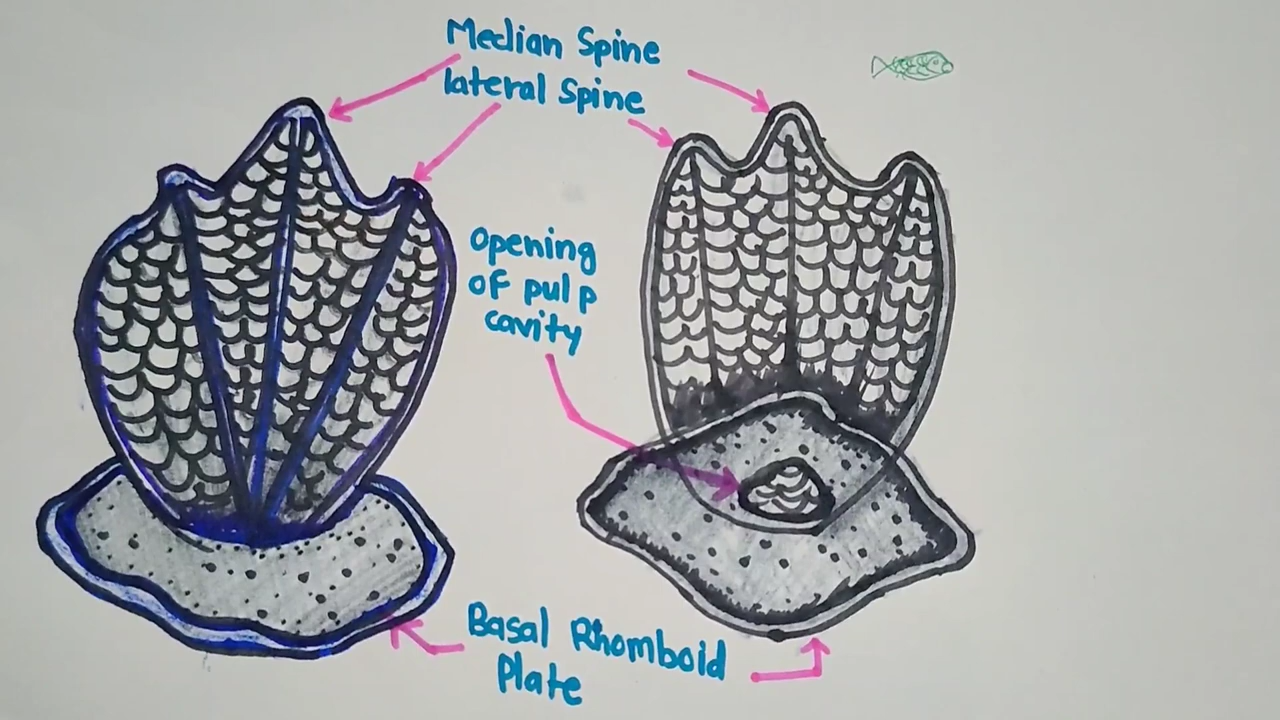 Median Spine
lateral Spine
Opening
OF pulp
cavity
Basal Rhomboid
Plate